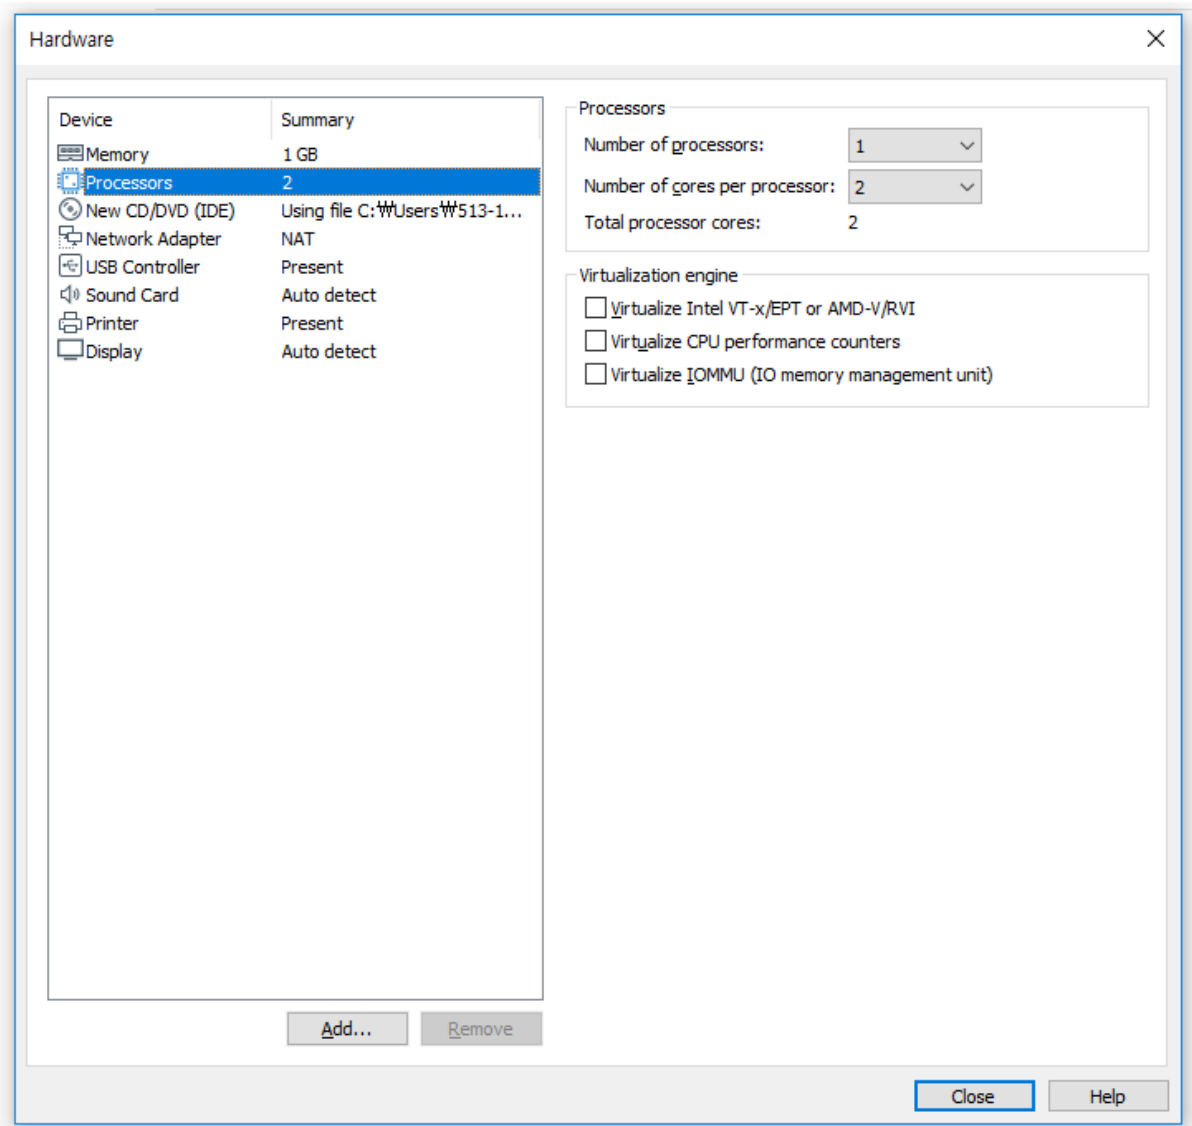 Hardware
Device Summary
Memory 1 GB
Processors 2
New CD/DVD (IDE) Using file C:₩Users₩513-1...
Network Adapter NAT
USB Controller Present
Sound Card Auto detect
Printer Present
Display Auto detect
Add... Remove
Processors
Number of processors: 1
Number of cores per processor: 2
Total processor cores: 2
Virtualization engine
Virtualize Intel VT-x/EPT or AMD-V/RVI
Virtualize CPU performance counters
Virtualize IOMMU (IO memory management unit)
Close Help